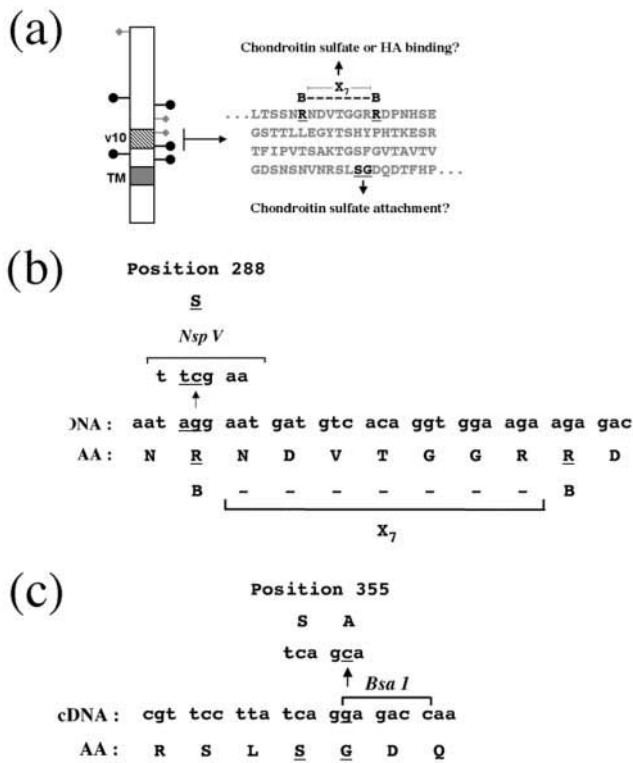 (a)
Chondroitin sulfate or HA binding?
X7
B B
...LTSSNRNDVTGGRRDPNHSE
v10 GSTTLLEGYTSHYPHTKESR
TFIPVTSAKTGSFGVTAVTV
TM GDSNSNVNRSLSGDQDTFHP...
Chondroitin sulfate attachment?
(b)
Position 288
S
Nsp V
t tcg aa
DNA : aat agg aat gat gtc aca ggt gga aga aga gac
AA : N R N D V T G G R R D
B - - - - - - - B
X7
(c)
Position 355
S A
tca gca
Bsa 1
cDNA : cgt tcc tta tca gga gac caa
AA : R S L S G D Q